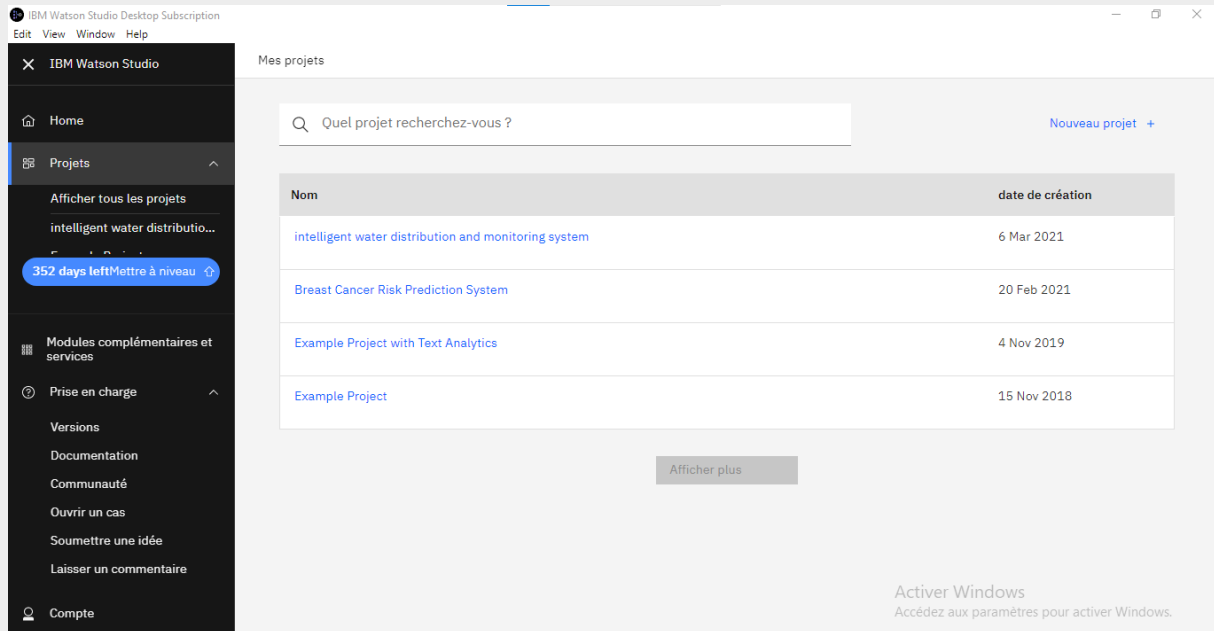 IBM Watson Studio Desktop Subscription
Edit View Window Help
IBM Watson Studio
Mes projets
Home
Quel projet recherchez-vous ?
Nouveau projet +
Projets
Afficher tous les projets
intelligent water distributio...
352 days leftMettre à niveau
Nom date de création
intelligent water distribution and monitoring system 6 Mar 2021
Breast Cancer Risk Prediction System 20 Feb 2021
Example Project with Text Analytics 4 Nov 2019
Example Project 15 Nov 2018
Afficher plus
Modules complémentaires et
services
Prise en charge
Versions
Documentation
Communauté
Ouvrir un cas
Soumettre une idée
Laisser un commentaire
Compte
Activer Windows
Accédez aux paramètres pour activer Windows.